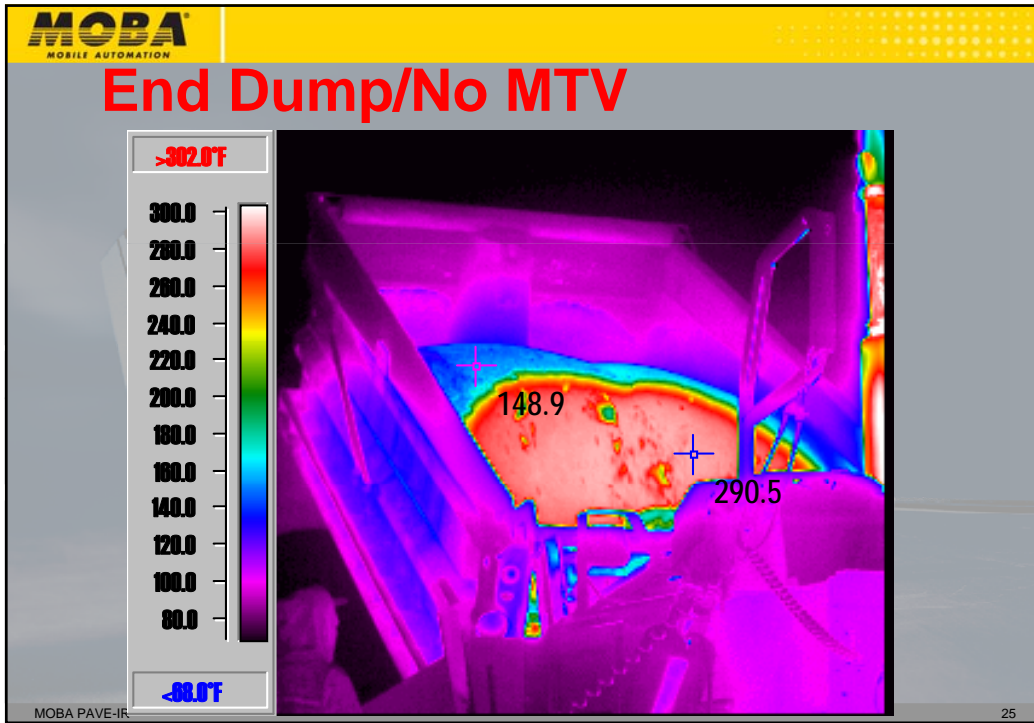 MOBA
MOBILE AUTOMATION
End Dump/No MTV
>302.0°F
300.0
280.0
260.0
240.0
220.0
200.0
180.0
160.0
140.0
120.0
100.0
80.0
<68.0°F
148.9
290.5
MOBA PAVE-IR
25